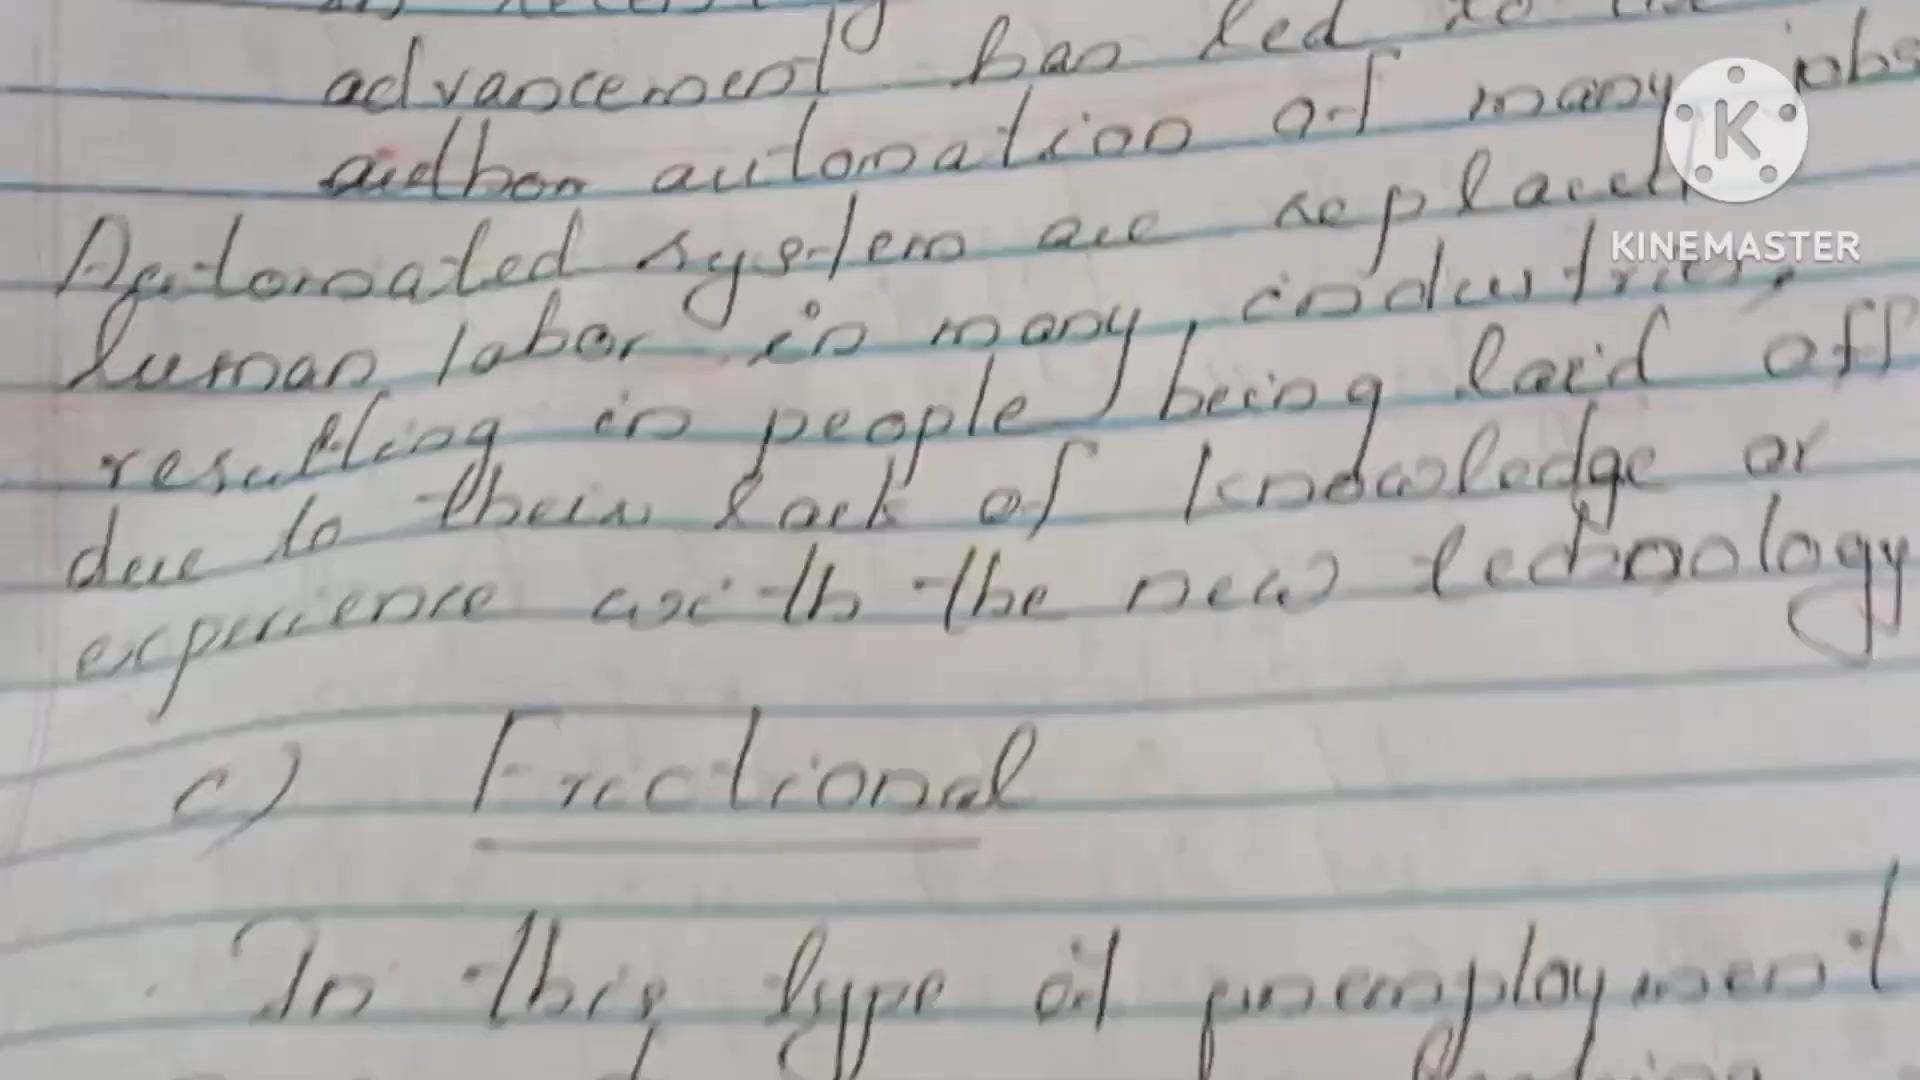 advancement has led to
automation of many jobs
Automated system are replaced
human labor in many industries,
resulting in people being laid off
due to their lack of knowledge or
experience with the new technology
c) Frictional
In this type of unemployment
K
KINEMASTER